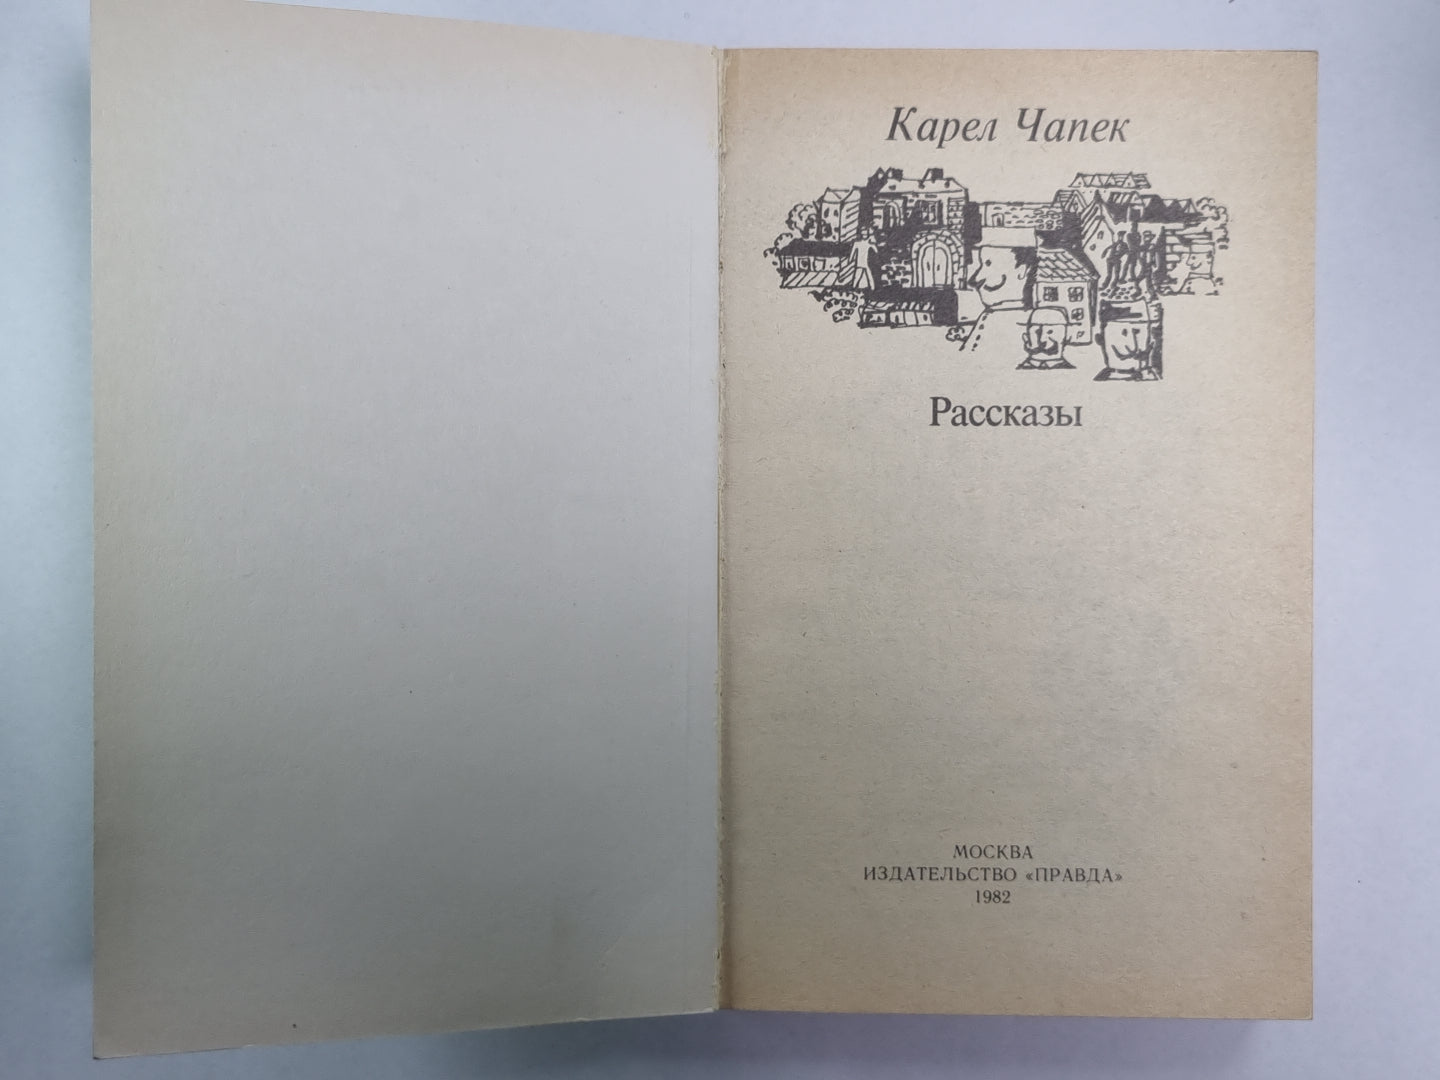 Карел Чапек
Рассказы
МОСКВА
ИЗДАТЕЛЬСТВО «ПРАВДА»
1982